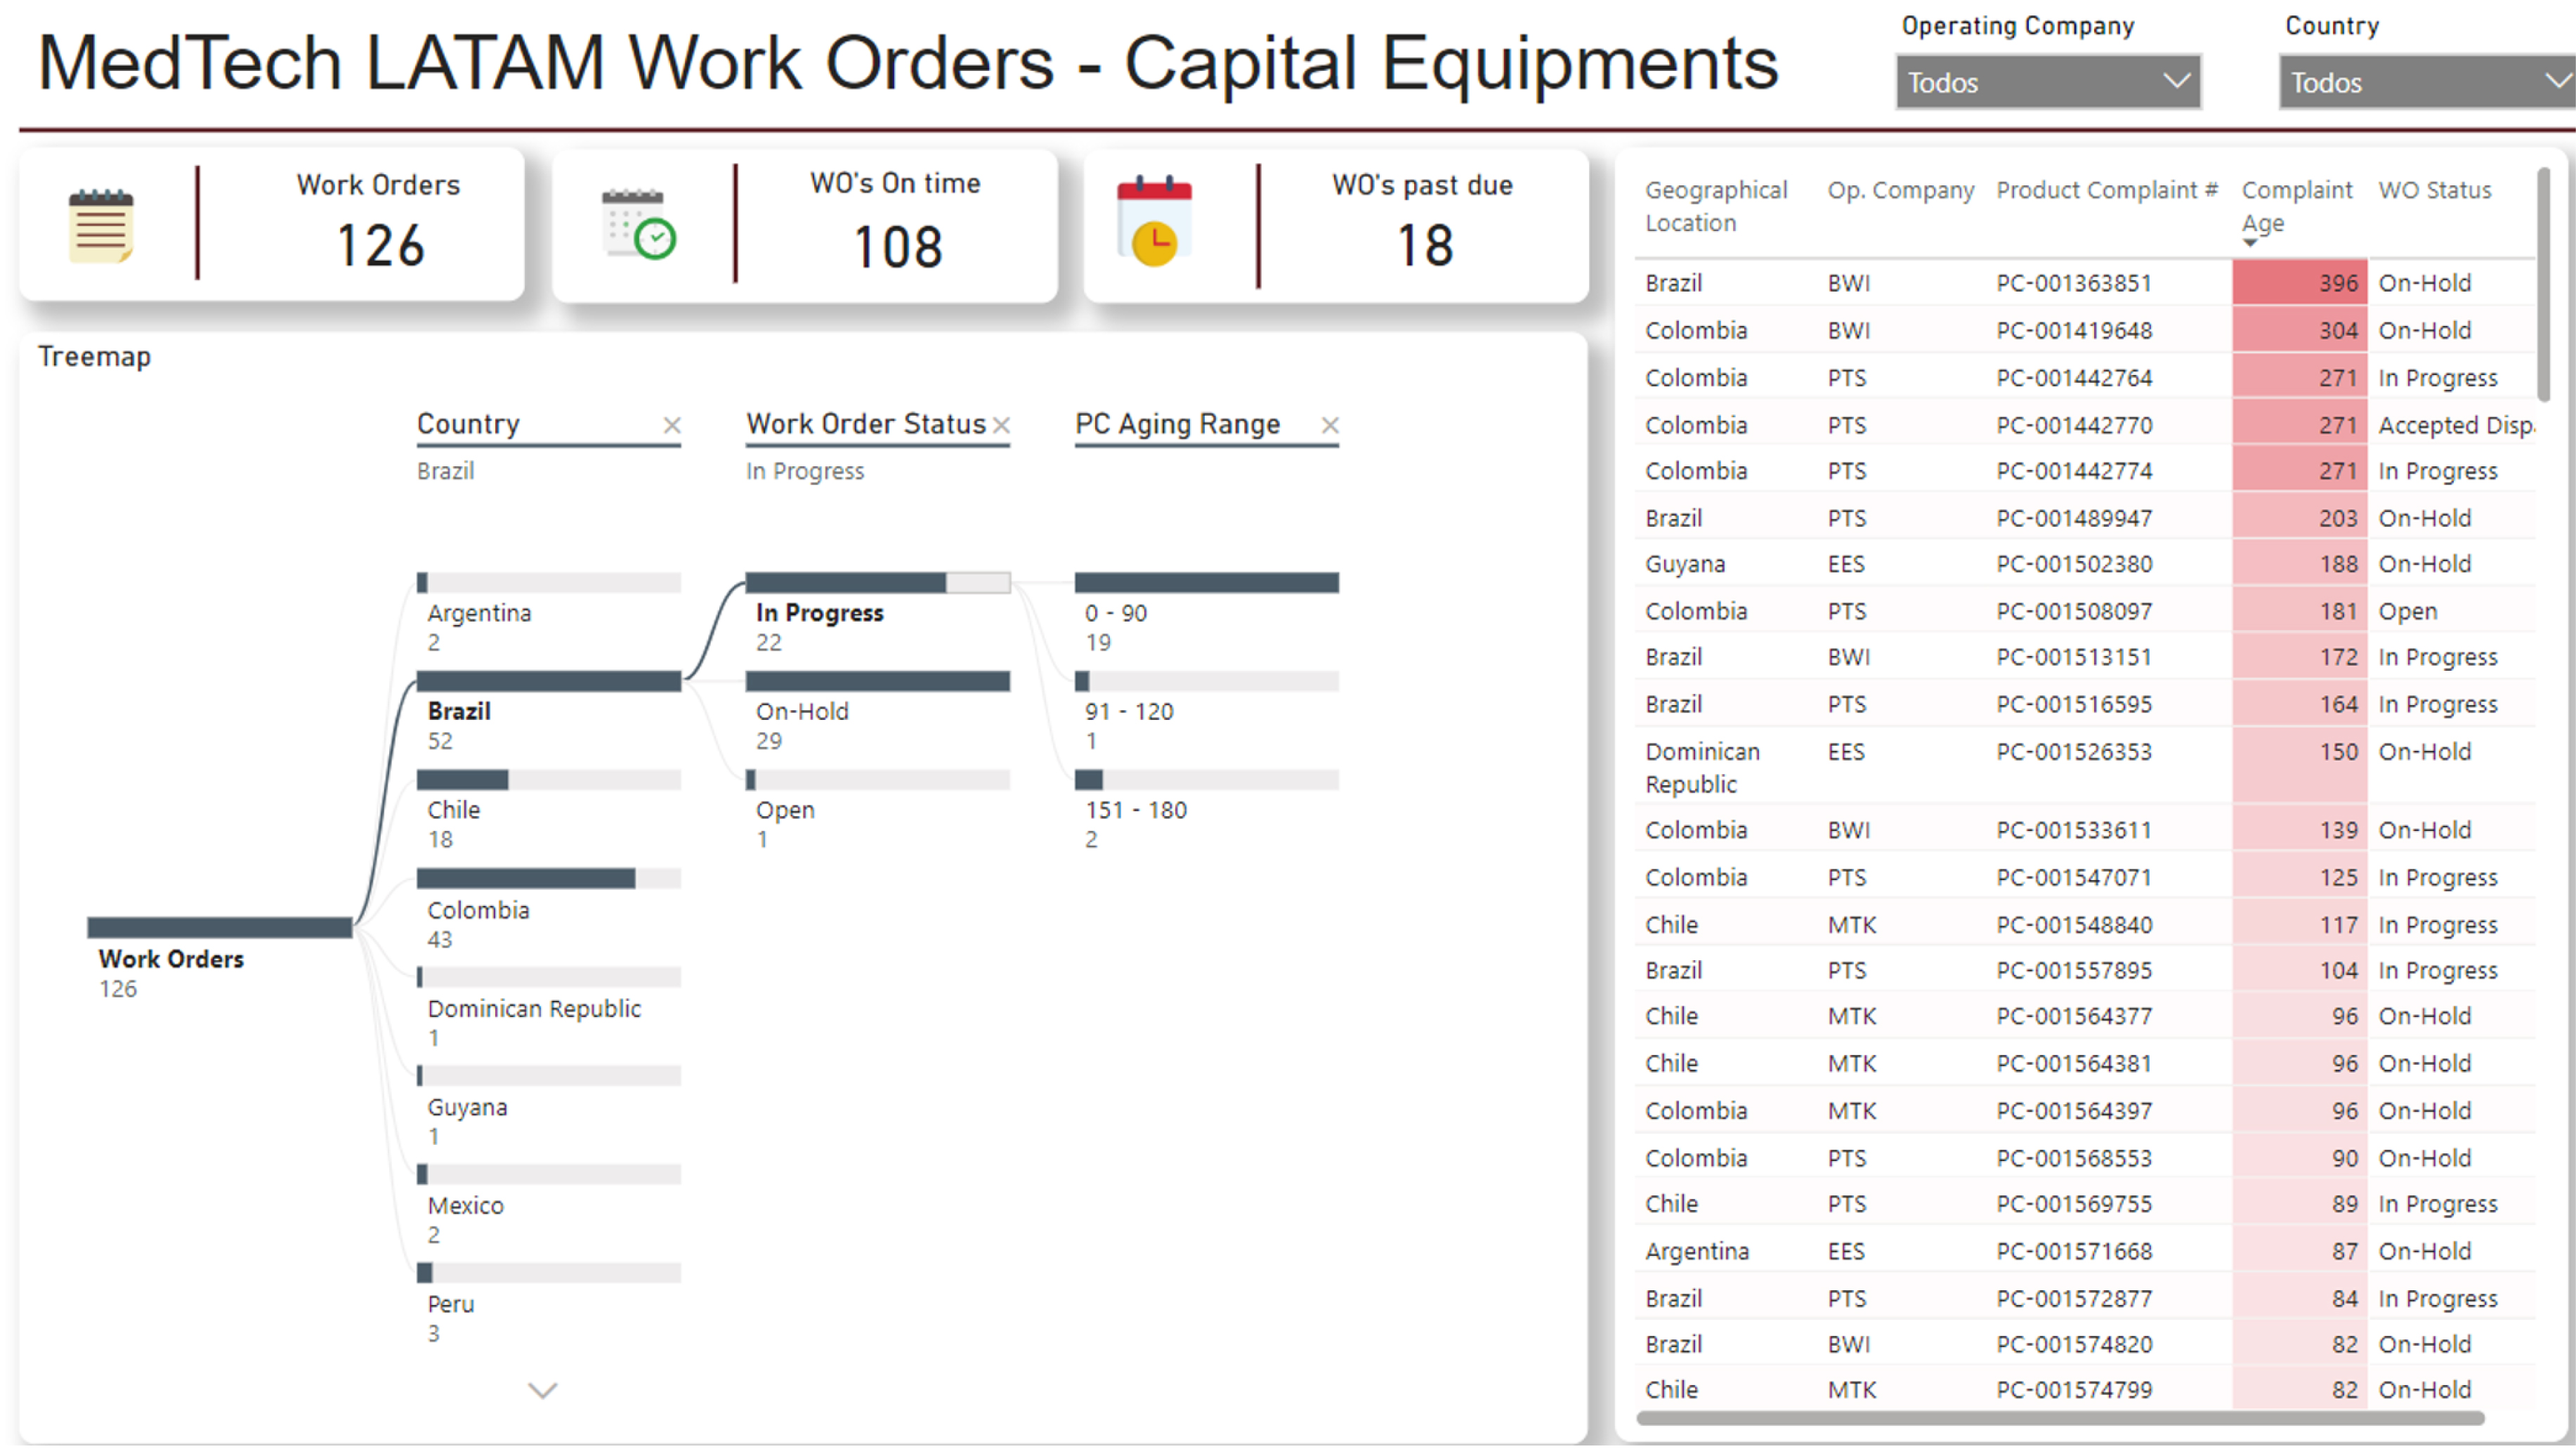 MedTech LATAM Work Orders - Capital Equipments
Operating Company
Todos
Country
Todos
Work Orders
126
WO's On time
108
WO's past due
18
Treemap
Country
Brazil
Work Order Status
In Progress
PC Aging Range
Work Orders
126
Argentina
2
Brazil
52
Chile
18
Colombia
43
Dominican Republic
1
Guyana
1
Mexico
2
Peru
3
In Progress
22
On-Hold
29
Open
1
0 - 90
19
91 - 120
1
151 - 180
2
Geographical Location Op. Company Product Complaint # Complaint Age WO Status
Brazil BWI PC-001363851 396 On-Hold
Colombia BWI PC-001419648 304 On-Hold
Colombia PTS PC-001442764 271 In Progress
Colombia PTS PC-001442770 271 Accepted Disp
Colombia PTS PC-001442774 271 In Progress
Brazil PTS PC-001489947 203 On-Hold
Guyana EES PC-001502380 188 On-Hold
Colombia PTS PC-001508097 181 Open
Brazil BWI PC-001513151 172 In Progress
Brazil PTS PC-001516595 164 In Progress
Dominican Republic EES PC-001526353 150 On-Hold
Colombia BWI PC-001533611 139 On-Hold
Colombia PTS PC-001547071 125 In Progress
Chile MTK PC-001548840 117 In Progress
Brazil PTS PC-001557895 104 In Progress
Chile MTK PC-001564377 96 On-Hold
Chile MTK PC-001564381 96 On-Hold
Colombia MTK PC-001564397 96 On-Hold
Colombia PTS PC-001568553 90 On-Hold
Chile PTS PC-001569755 89 In Progress
Argentina EES PC-001571668 87 On-Hold
Brazil PTS PC-001572877 84 In Progress
Brazil BWI PC-001574820 82 On-Hold
Chile MTK PC-001574799 82 On-Hold